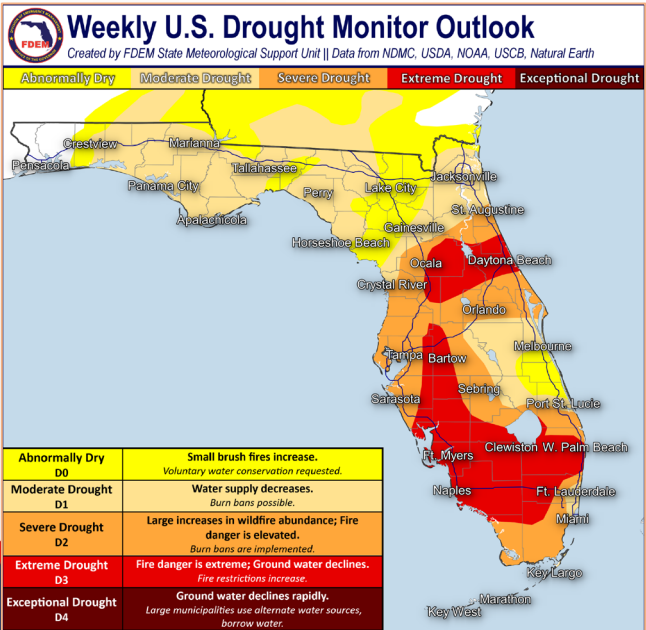 Weekly U.S. Drought Monitor Outlook
FDEM
Created by FDEM State Meteorological Support Unit || Data from NDMC, USDA, NOAA, USCB, Natural Earth
Abnormally Dry Moderate Drought Severe Drought Extreme Drought Exceptional Drought
Crestview
Marianna
Pensacola
Tallahassee
Jacksonville
Panama City
Perry
Lake City
Apalachicola
St. Augustine
Gainesville
Horseshoe Beach
Ocala
Daytona Beach
Crystal River
Orlando
Melbourne
Tampa
Bartow
Sebring
Sarasota
Port St. Lucie
Clewiston
W. Palm Beach
Ft. Myers
Naples
Ft. Lauderdale
Miami
Key Largo
Marathon
Key West
Abnormally Dry
D0
Small brush fires increase.
Voluntary water conservation requested.
Moderate Drought
D1
Water supply decreases.
Burn bans possible.
Severe Drought
D2
Large increases in wildfire abundance; Fire
danger is elevated.
Burn bans are implemented.
Extreme Drought
D3
Fire danger is extreme; Ground water declines.
Fire restrictions increase.
Exceptional Drought
D4
Ground water declines rapidly.
Large municipalities use alternate water sources,
borrow water.